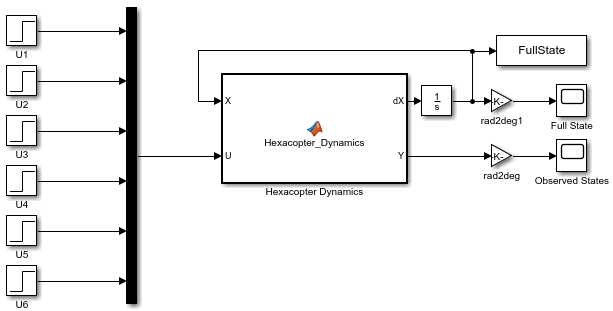 U1
U2
U3
U4
U5
U6
X
U
Hexacopter_Dynamics
dX
Y
Hexacopter Dynamics
1
s
FullState
-K-
rad2deg1
Full State
-K-
rad2deg
Observed States